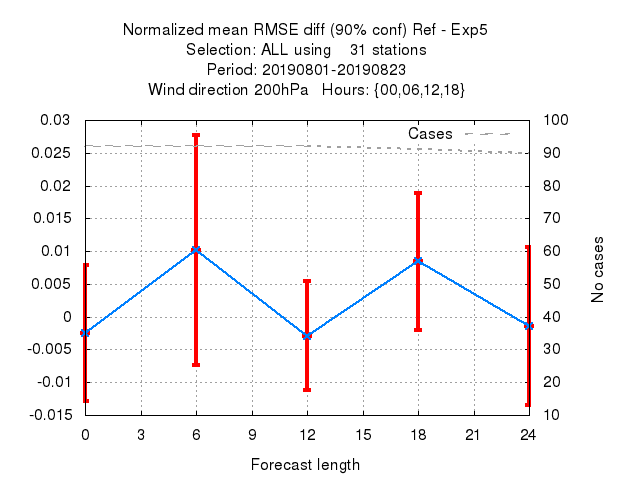 Normalized mean RMSE diff (90% conf) Ref - Exp5
Selection: ALL using    31 stations
Period: 20190801-20190823
Wind direction 200hPa   Hours: {00,06,12,18}
0.03
0.025
0.02
0.015
0.01
0.005
0
-0.005
-0.01
-0.015
Cases
100
90
80
70
60
50
40
30
20
10
No cases
0 3 6 9 12 15 18 21 24
Forecast length